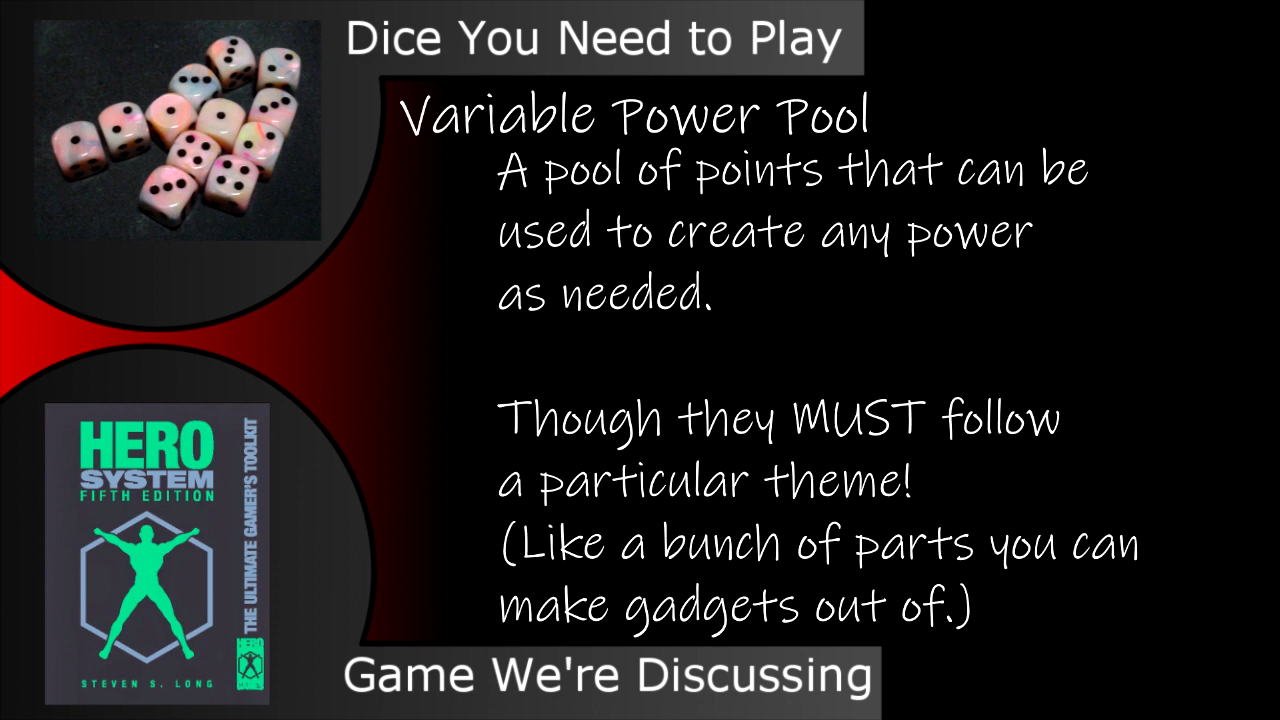 Dice You Need to Play
Variable Power Pool
A pool of points that can be
used to create any power
as needed.
Though they MUST follow
a particular theme!
(Like a bunch of parts you can
make gadgets out of.)
HERO
SYSTEM
FIFTH EDITION
THE ULTIMATE GAMER'S TOOLKIT
STEVEN S. LONG
HERO
Game We're Discussing